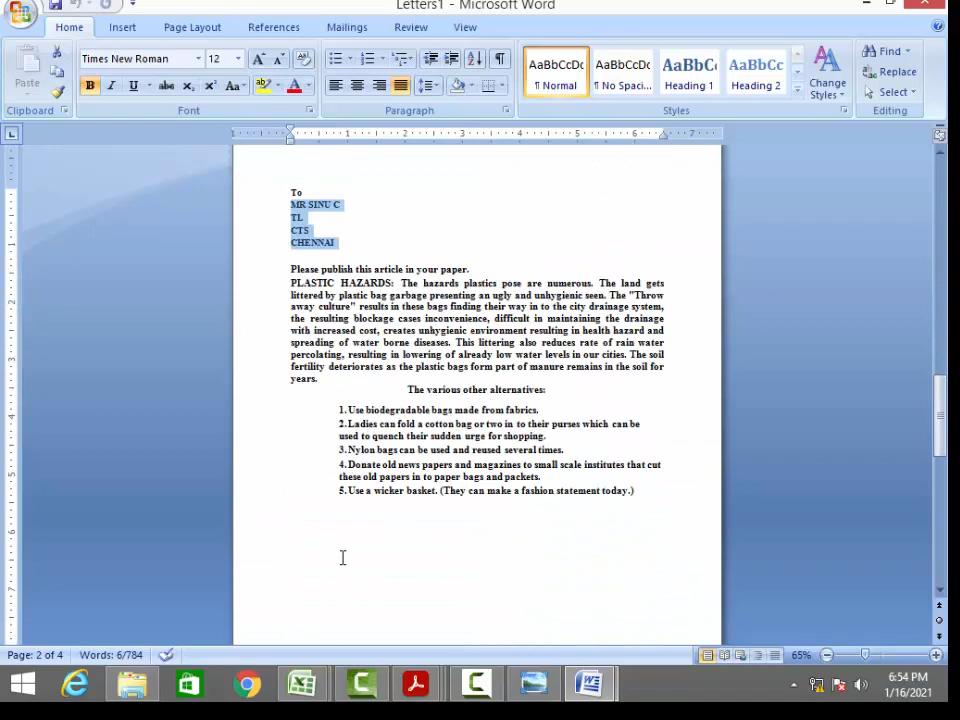 Letters1 - Microsoft Word
Home Insert Page Layout References Mailings Review View
Paste
Times New Roman 12
B I U abc x₂ x² Aa A
AaBbCcDc AaBbCcDc AaBbC AaBbCc
¶ Normal ¶ No Spaci... Heading 1 Heading 2
Change
Styles
Find
Replace
Select
Clipboard Font Paragraph Styles Editing
1 2 3 4 5 6 7
To
MR SINU C
TL
CTS
CHENNAI
Please publish this article in your paper.
PLASTIC HAZARDS: The hazards plastics pose are numerous. The land gets
littered by plastic bag garbage presenting an ugly and unhygienic seen. The "Throw
away culture" results in these bags finding their way in to the city drainage system,
the resulting blockage cases inconvenience, difficult in maintaining the drainage
with increased cost, creates unhygienic environment resulting in health hazard and
spreading of water borne diseases. This littering also reduces rate of rain water
percolating, resulting in lowering of already low water levels in our cities. The soil
fertility deteriorates as the plastic bags form part of manure remains in the soil for
years.
The various other alternatives:
1. Use biodegradable bags made from fabrics.
2. Ladies can fold a cotton bag or two in to their purses which can be
used to quench their sudden urge for shopping.
3. Nylon bags can be used and reused several times.
4. Donate old news papers and magazines to small scale institutes that cut
these old papers in to paper bags and packets.
5. Use a wicker basket. (They can make a fashion statement today.)
Page: 2 of 4 Words: 6/784 65%
6:54 PM
1/16/2021